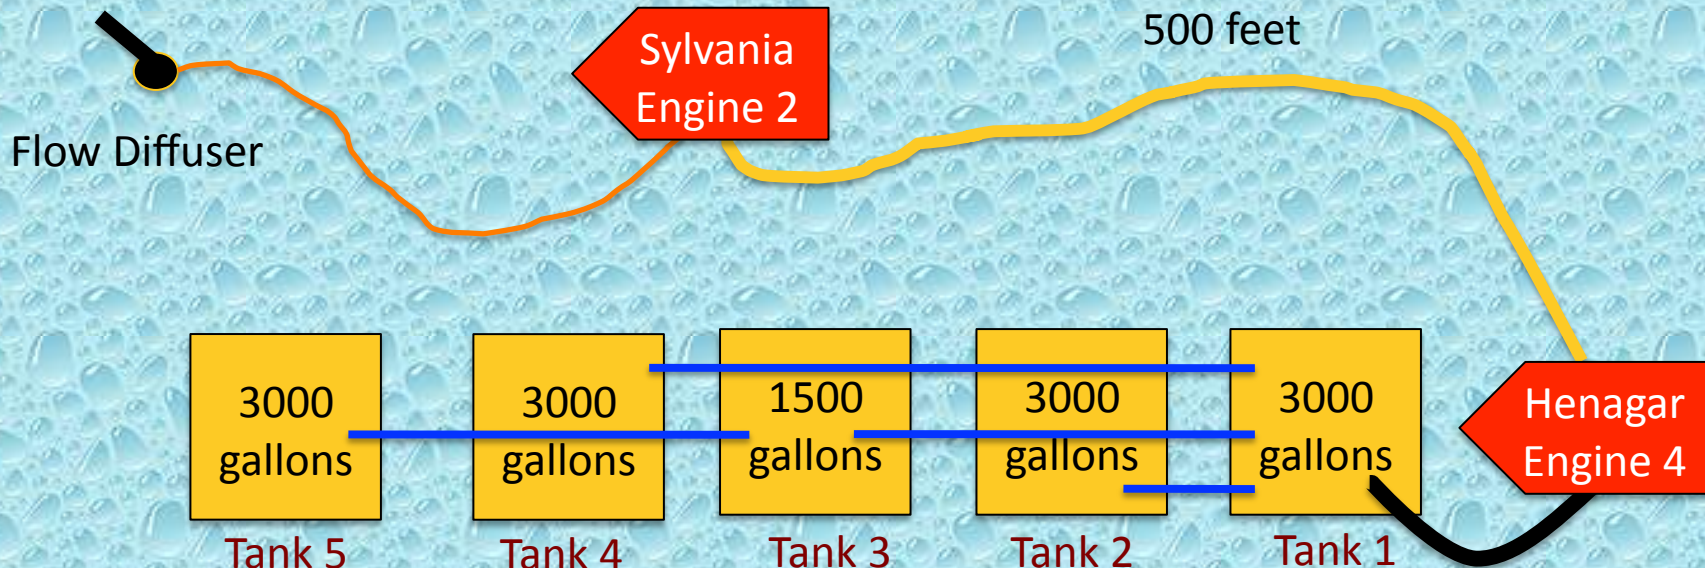 500 feet
Sylvania
Engine 2
Flow Diffuser
3000
gallons
3000
gallons
1500
gallons
3000
gallons
3000
gallons
Henagar
Engine 4
Tank 5
Tank 4
Tank 3
Tank 2
Tank 1